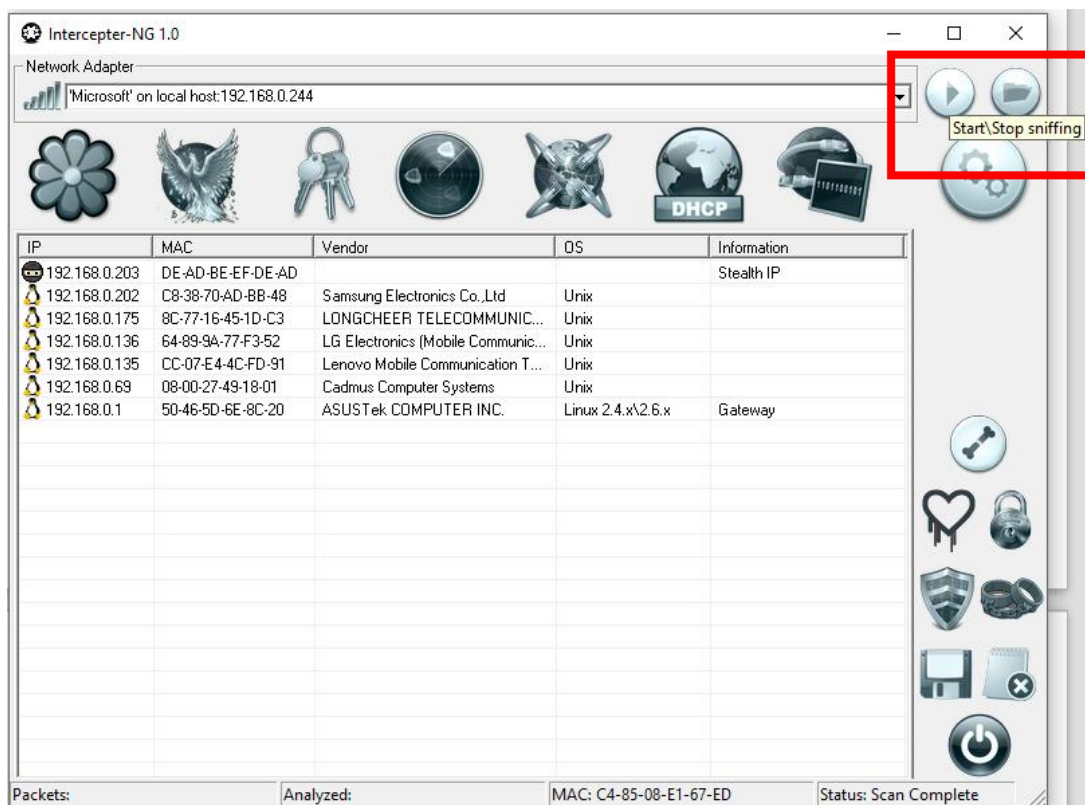 Intercepter-NG 1.0
Network Adapter
'Microsoft' on local host:192.168.0.244
Start\Stop sniffing
1101100101
DHCP
IP MAC Vendor OS Information
192.168.0.203 DE-AD-BE-EF-DE-AD Stealth IP
192.168.0.202 C8-38-70-AD-BB-48 Samsung Electronics Co.,Ltd Unix
192.168.0.175 8C-77-16-45-1D-C3 LONGCHEER TELECOMMUNIC... Unix
192.168.0.136 64-89-9A-77-F3-52 LG Electronics (Mobile Communic... Unix
192.168.0.135 CC-07-E4-4C-FD-91 Lenovo Mobile Communication T... Unix
192.168.0.69 08-00-27-49-18-01 Cadmus Computer Systems Unix
192.168.0.1 50-46-5D-6E-8C-20 ASUSTek COMPUTER INC. Linux 2.4.x\2.6.x Gateway
Packets: Analyzed: MAC: C4-85-08-E1-67-ED Status: Scan Complete